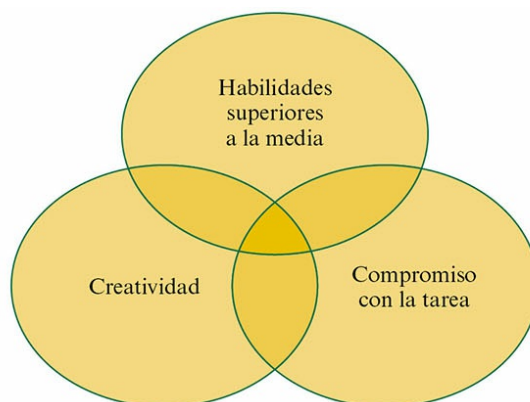 Habilidades
superiores
a la media
Creatividad
Compromiso
con la tarea